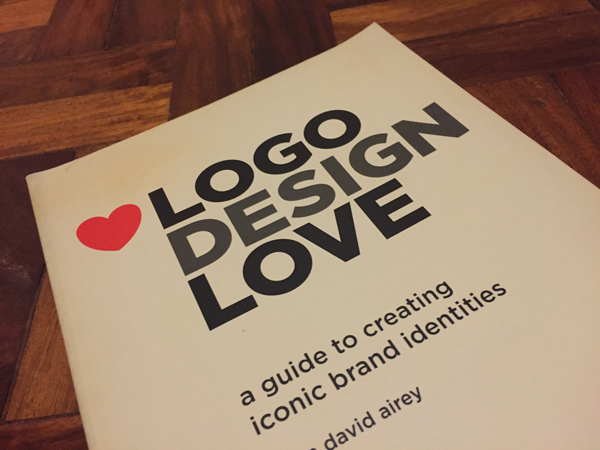 LOGO
DESIGN
LOVE
a guide to creating
iconic brand identities
david airey